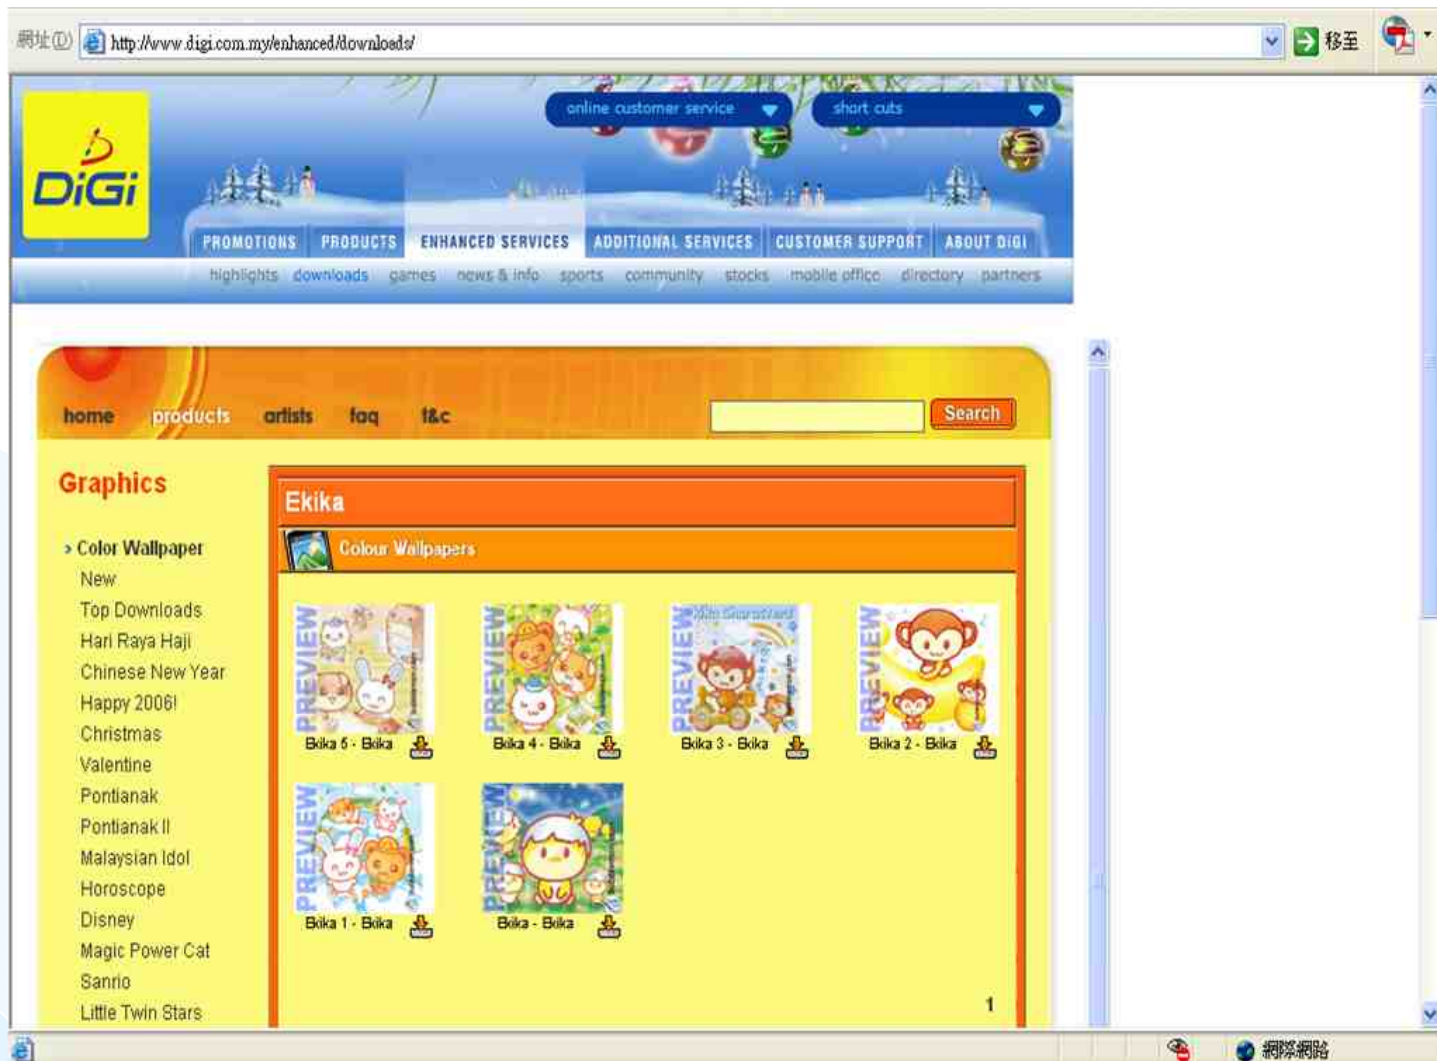 網址(D) http://www.digi.com.my/enhanced/downloads/ 移至
online customer service short cuts
DiGi
PROMOTIONS PRODUCTS ENHANCED SERVICES ADDITIONAL SERVICES CUSTOMER SUPPORT ABOUT DiGi
highlights downloads games news & info sports community stocks mobile office directory partners
home products artists faq t&c Search
Graphics
Ekika
Colour Wallpapers
› Color Wallpaper
New
Top Downloads
Hari Raya Haji
Chinese New Year
Happy 2006!
Christmas
Valentine
Pontianak
Pontianak II
Malaysian Idol
Horoscope
Disney
Magic Power Cat
Sanrio
Little Twin Stars
PREVIEW PREVIEW PREVIEW PREVIEW
Ekika 5 - Ekika Ekika 4 - Ekika Ekika 3 - Ekika Ekika 2 - Ekika
PREVIEW PREVIEW
Ekika 1 - Ekika Ekika - Ekika
1
網際網路